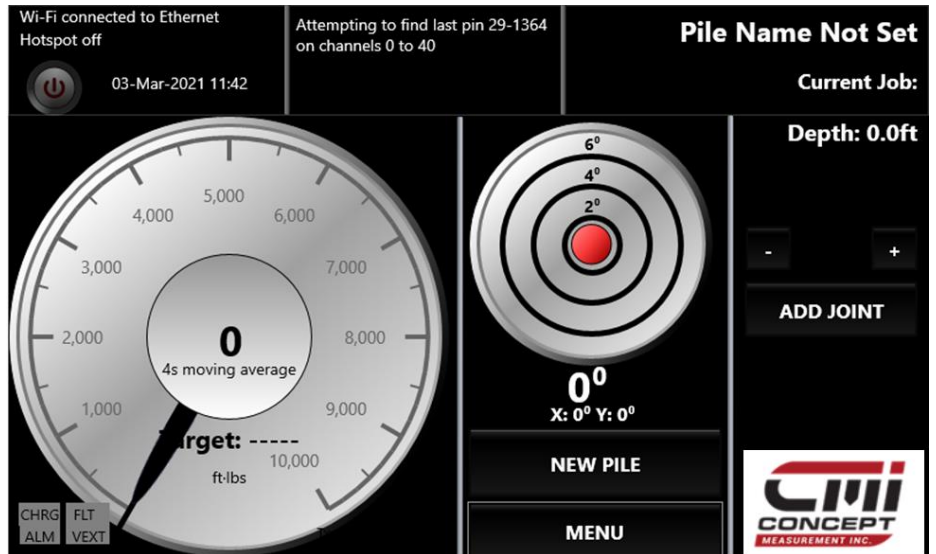 Wi-Fi connected to Ethernet
Hotspot off
03-Mar-2021 11:42
Attempting to find last pin 29-1364
on channels 0 to 40
Pile Name Not Set
Current Job:
Depth: 0.0ft
1,000
2,000
3,000
4,000
5,000
6,000
7,000
8,000
9,000
10,000
0
4s moving average
rget: -----
ft·lbs
CHRG FLT
ALM VEXT
6⁰
4⁰
2⁰
0⁰
X: 0⁰ Y: 0⁰
NEW PILE
MENU
- +
ADD JOINT
CMI
CONCEPT
MEASUREMENT INC.